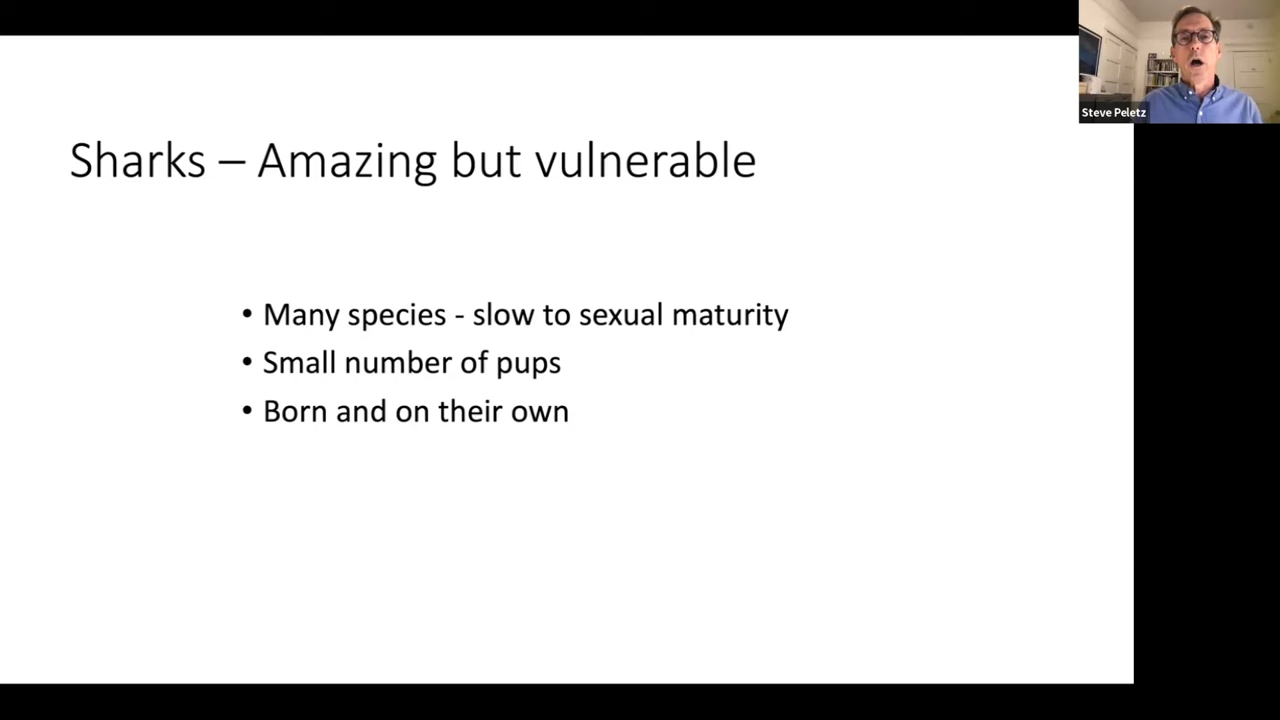 Sharks – Amazing but vulnerable
• Many species - slow to sexual maturity
• Small number of pups
• Born and on their own
Steve Peletz